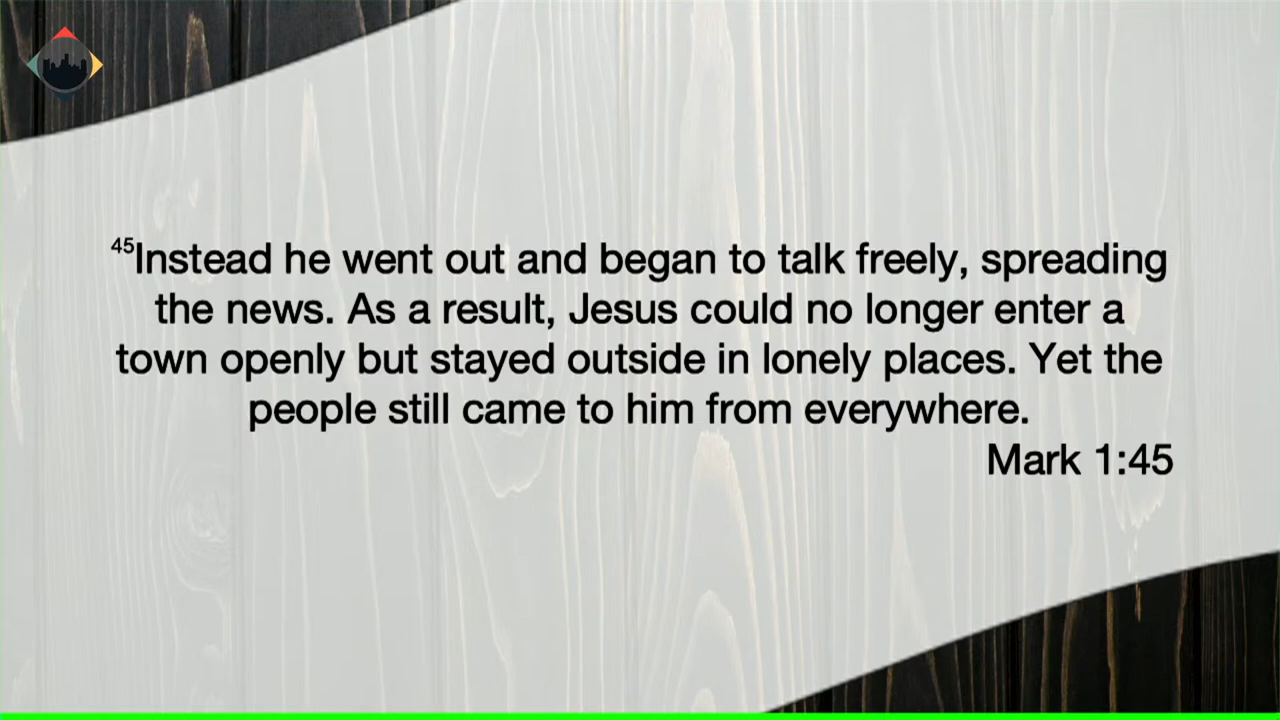 ⁴⁵Instead he went out and began to talk freely, spreading
the news. As a result, Jesus could no longer enter a
town openly but stayed outside in lonely places. Yet the
people still came to him from everywhere.
Mark 1:45